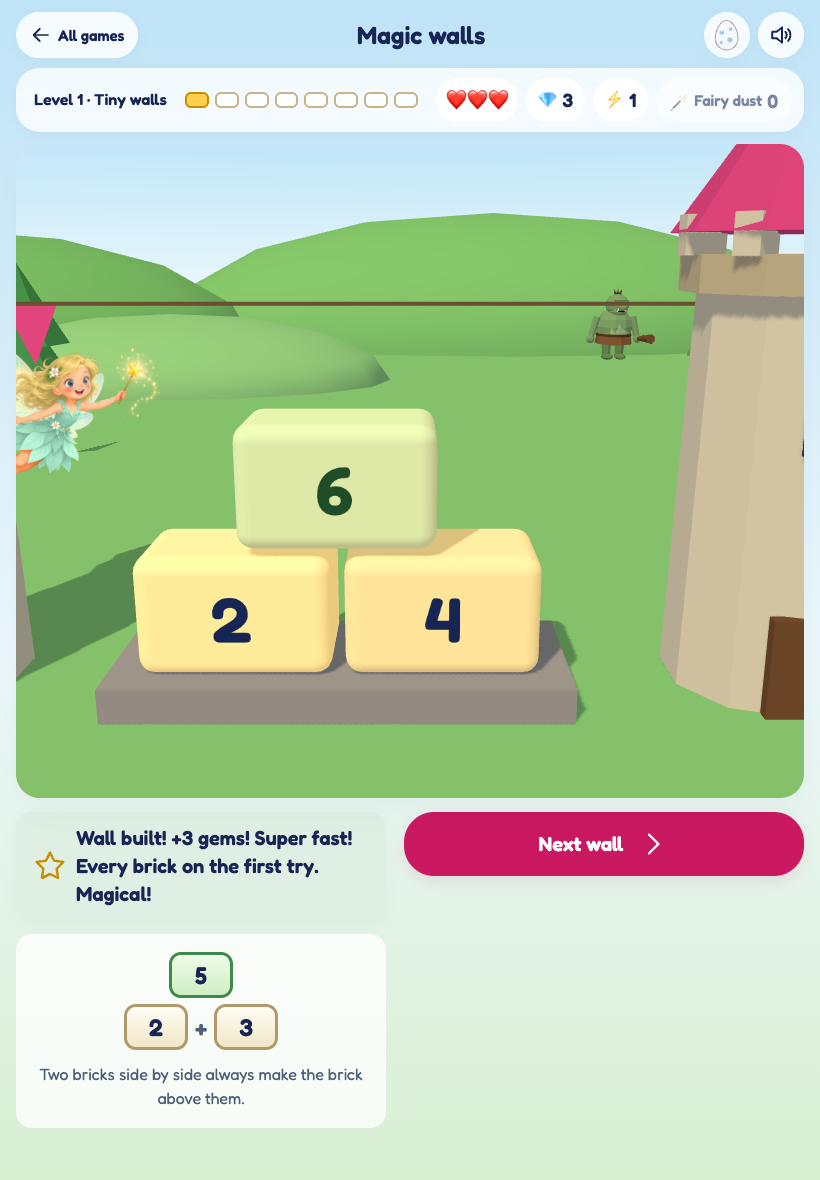 All games
Magic walls
Level 1 · Tiny walls
3
1
Fairy dust 0
6
2 4
Wall built! +3 gems! Super fast!
Every brick on the first try.
Magical!
Next wall
5
2 + 3
Two bricks side by side always make the brick
above them.